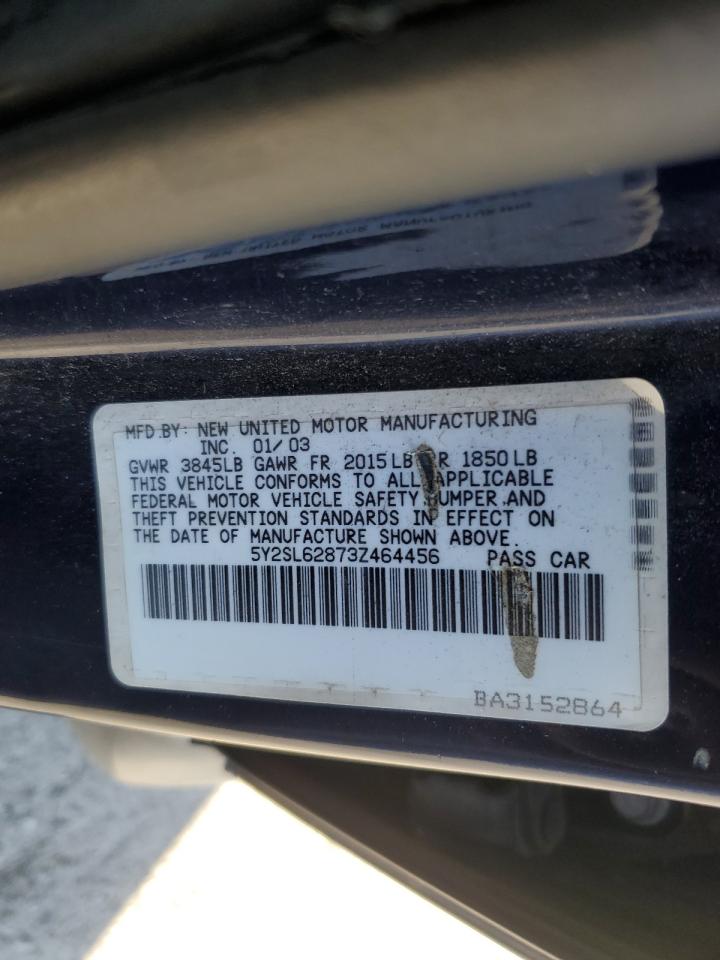 MFD BY: NEW UNITED MOTOR MANUFACTURING
INC. 01/03
GVWR 3845LB GAWR FR 2015LB RR 1850LB
THIS VEHICLE CONFORMS TO ALL APPLICABLE
FEDERAL MOTOR VEHICLE SAFETY,BUMPER,AND
THEFT PREVENTION STANDARDS IN EFFECT ON
THE DATE OF MANUFACTURE SHOWN ABOVE.
5Y2SL62873Z464456 PASS CAR
BA3152864